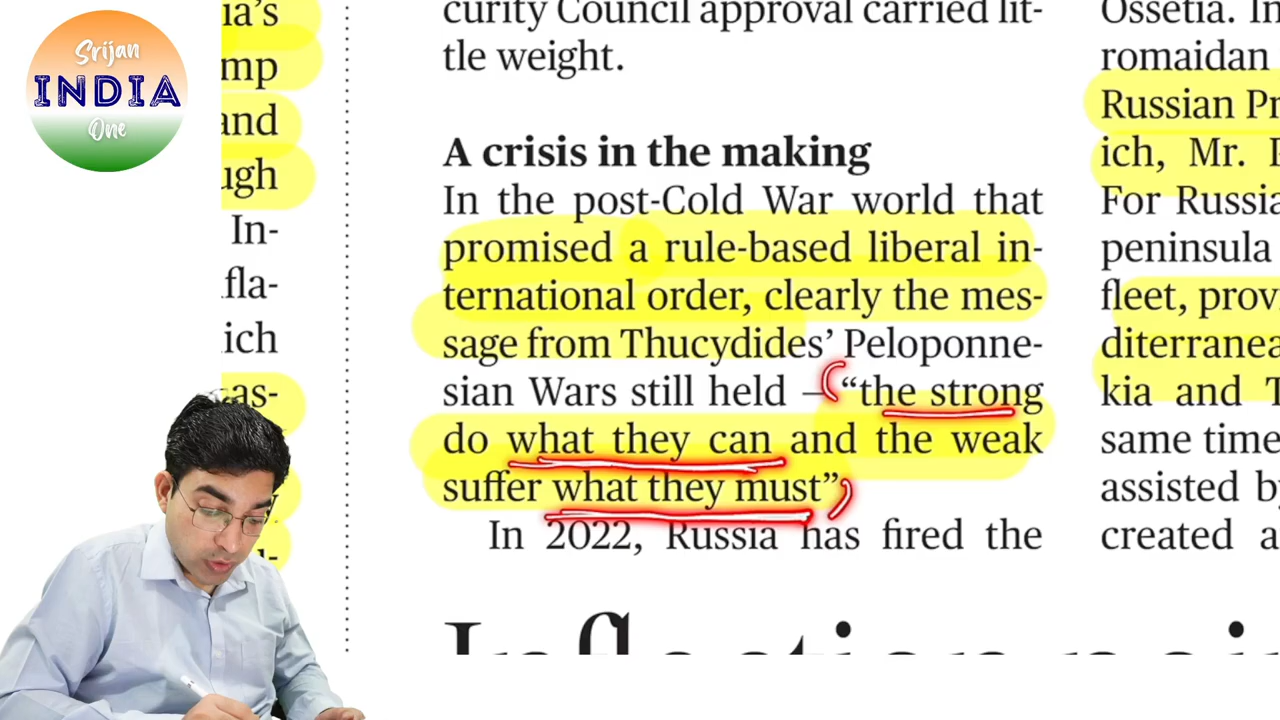 Srijan
INDIA
One
ia's
mp
and
ugh
In-
fla-
ich
cas-
curity Council approval carried lit-
tle weight.
A crisis in the making
In the post-Cold War world that
promised a rule-based liberal in-
ternational order, clearly the mes-
sage from Thucydides' Peloponne-
sian Wars still held – “the strong
do what they can and the weak
suffer what they must”
In 2022, Russia has fired the
Ossetia. In
romaidan
Russian Pr
ich, Mr. P
For Russia
peninsula
fleet, provi
diterranea
kia and T
same time
assisted by
created a